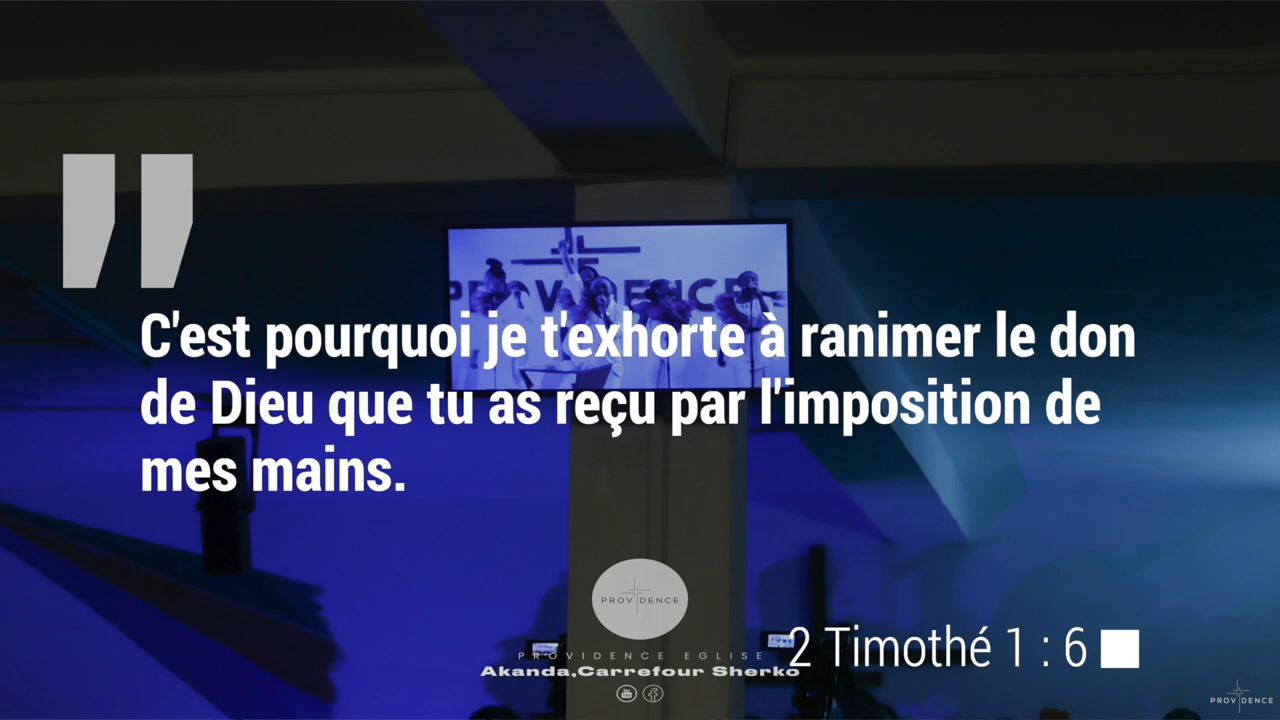 "
PROVIDENCE
C'est pourquoi je t'exhorte à ranimer le don
de Dieu que tu as reçu par l'imposition de
mes mains.
PROVIDENCE
2 Timothé 1 : 6
PROVIDENCE EGLISE
Akanda,Carrefour Sherko
PROVIDENCE